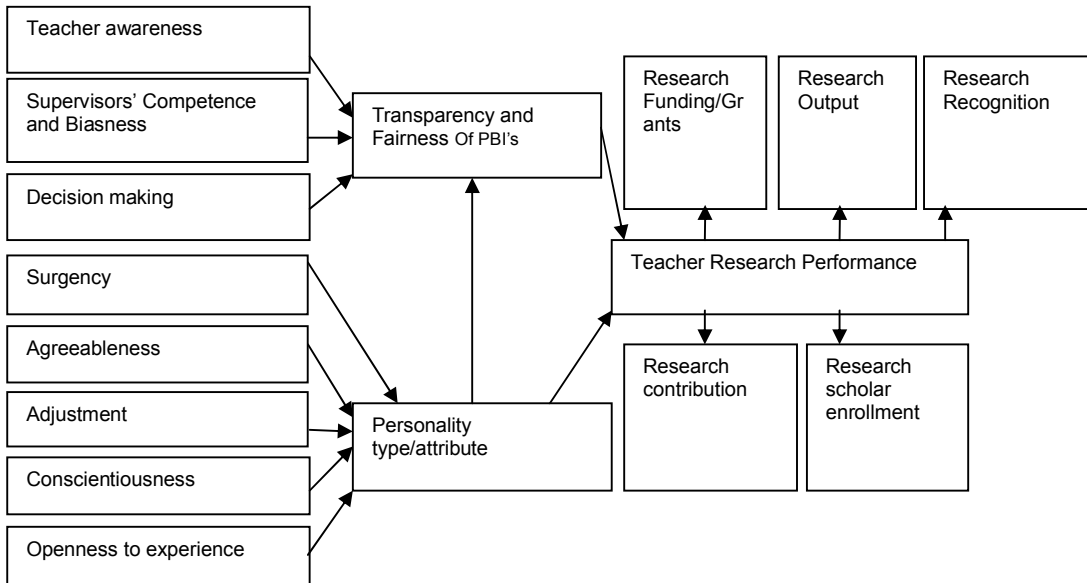 Teacher awareness
Supervisors' Competence
and Biasness
Decision making
Surgency
Agreeableness
Adjustment
Conscientiousness
Openness to experience
Transparency and
Fairness Of PBI's
Personality
type/attribute
Research
Funding/Gr
ants
Research
Output
Research
Recognition
Teacher Research Performance
Research
contribution
Research
scholar
enrollment